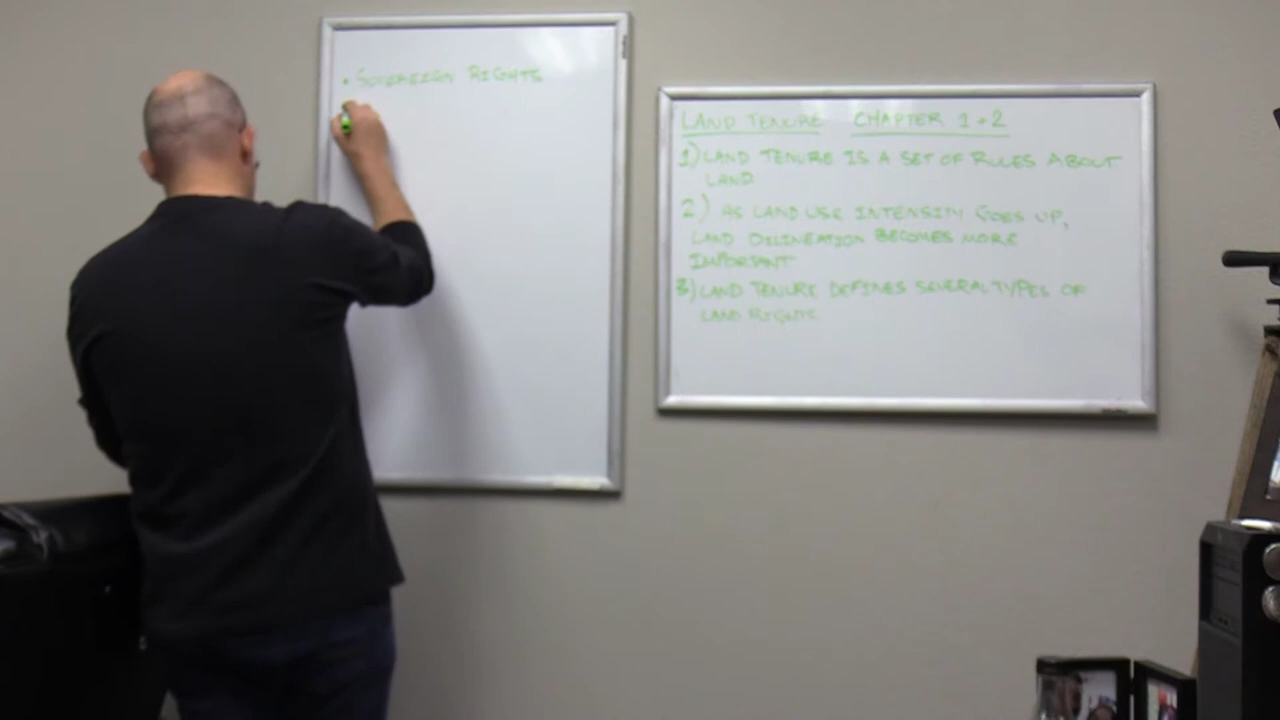 • SOVEREIGN RIGHTS
LAND TENURE CHAPTER 1+2
1) LAND TENURE IS A SET OF RULES ABOUT
LAND
2) AS LAND USE INTENSITY GOES UP,
LAND DILINEATION BECOMES MORE
IMPORTANT
3) LAND TENURE DEFINES SEVERAL TYPES OF
LAND RIGHTS